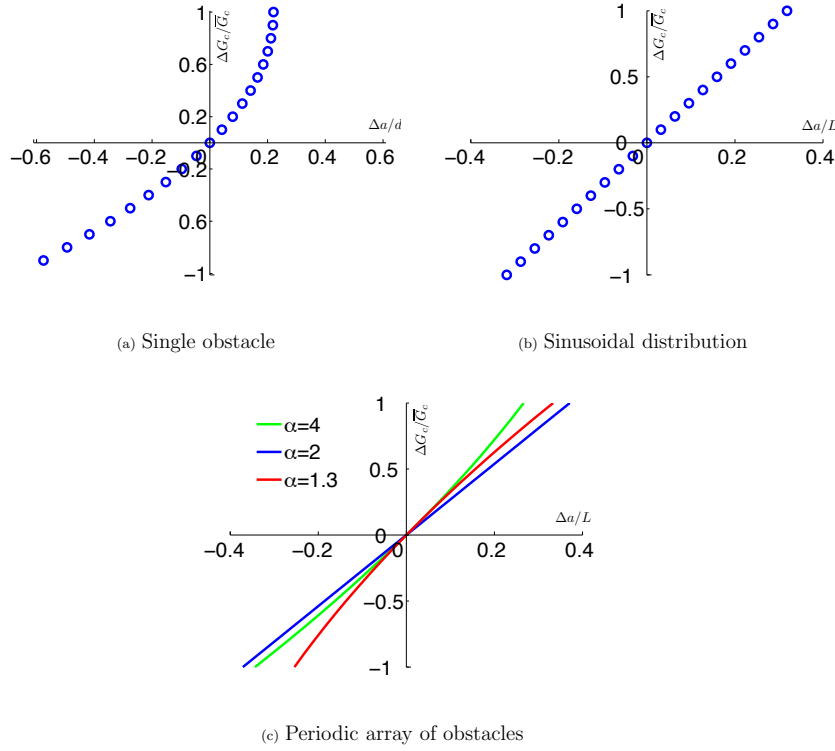 1
ΔG_c/G̅_c
0.6
0.2
Δa/d
−0.6 −0.4 −0.2 0 0.2 0.4 0.6
−0.2
0.6
−1
(a) Single obstacle
1
ΔG_c/G̅_c
0.5
Δa/L
0
−0.4 −0.2 0 0.2 0.4
−0.5
−1
(b) Sinusoidal distribution
1
ΔG_c/G̅_c
α=4
α=2
0.5
α=1.3
Δa/L
0
−0.4 −0.2 0 0.2 0.4
−0.5
−1
(c) Periodic array of obstacles